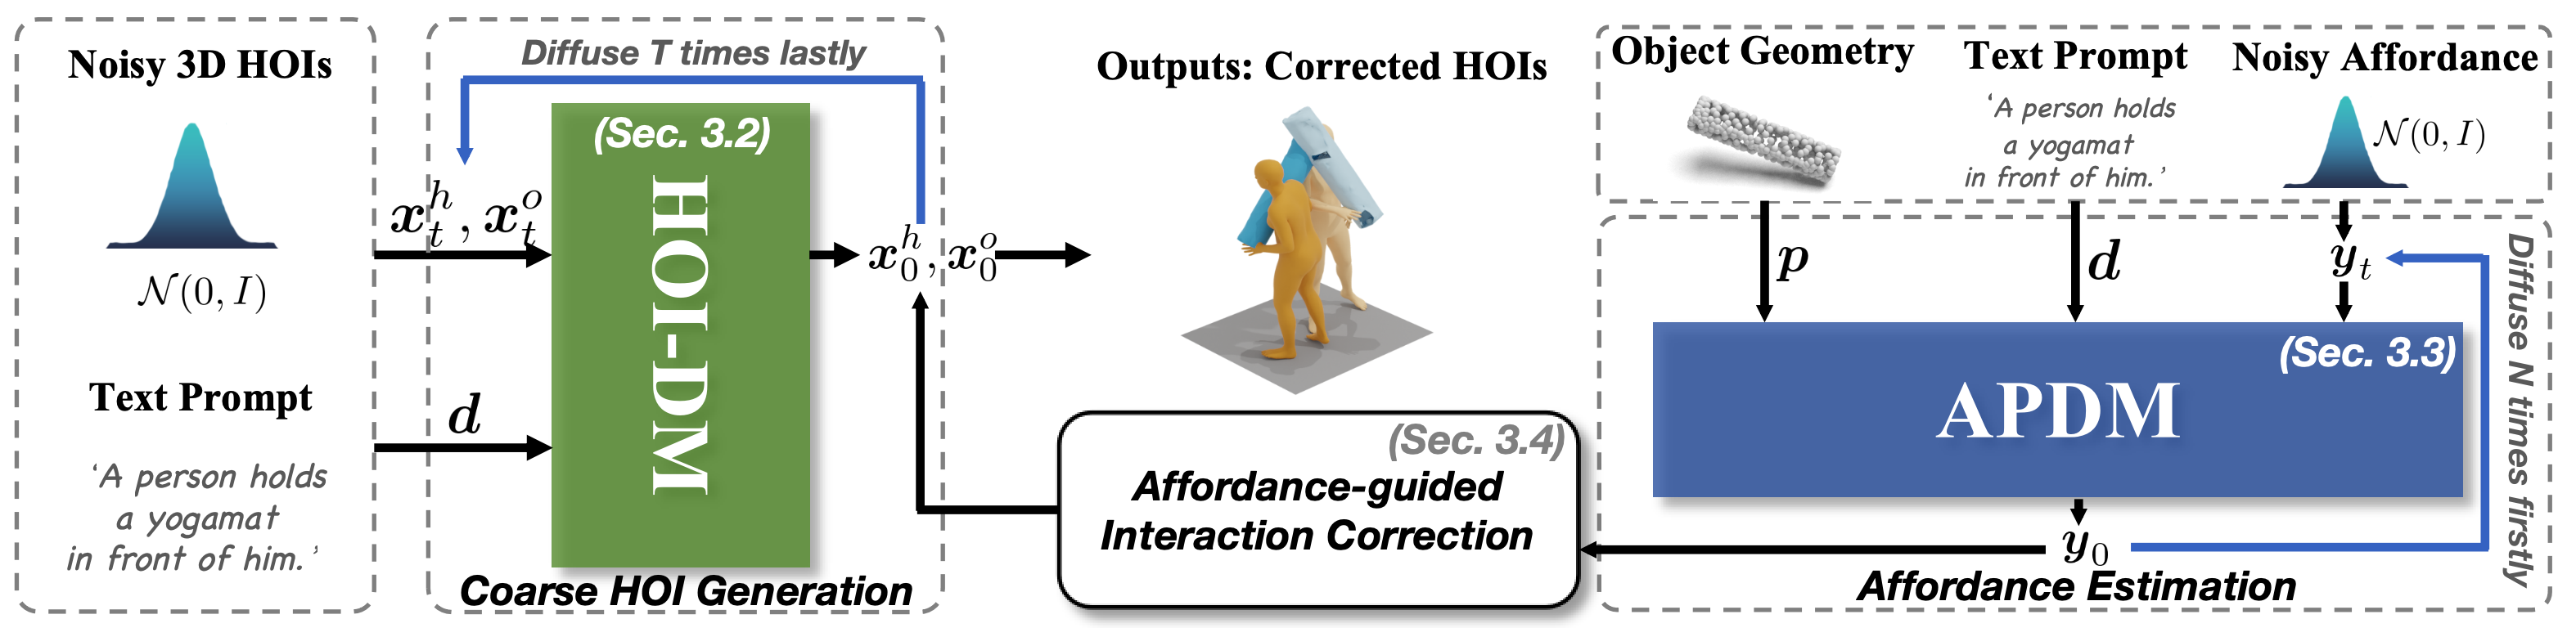 Noisy 3D HOIs
𝒩(0, I)
Text Prompt
‘A person holds
a yogamat
in front of him.’
Diffuse T times lastly
x_t^h, x_t^o
d
(Sec. 3.2)
HOI-DM
x_0^h, x_0^o
Coarse HOI Generation
Outputs: Corrected HOIs
(Sec. 3.4)
Affordance-guided
Interaction Correction
Object Geometry
Text Prompt
‘A person holds
a yogamat
in front of him.’
Noisy Affordance
𝒩(0, I)
p
d
y_t
(Sec. 3.3)
APDM
y_0
Diffuse N times firstly
Affordance Estimation